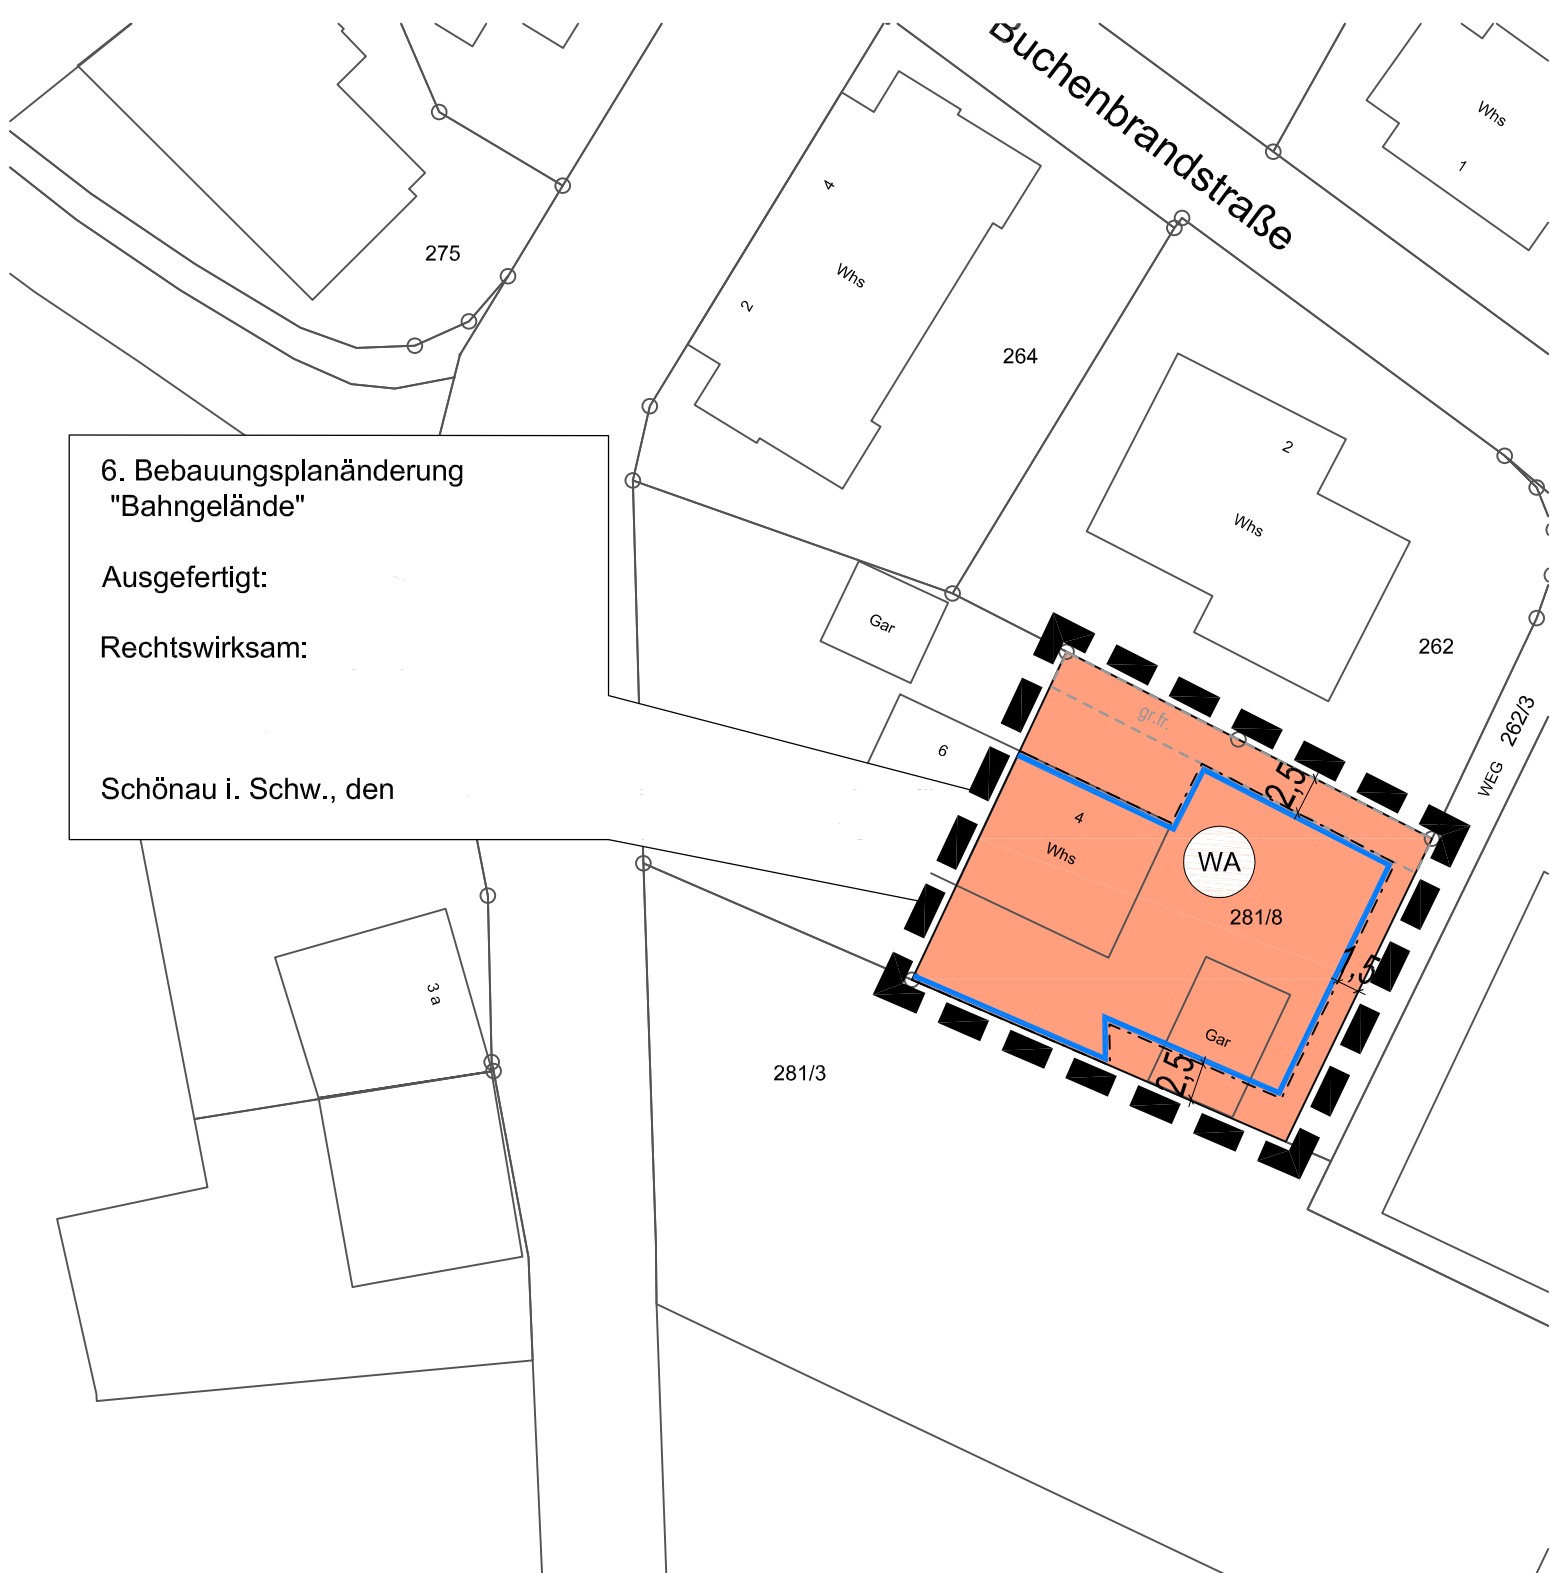 Buchenbrandstraße
Whs
1
4
275
Whs
2
264
2
Whs
6. Bebauungsplanänderung
"Bahngelände"
Ausgefertigt:
Rechtswirksam:
Schönau i. Schw., den
Gar
262
262/3
WEG
gr.fr.
6
2,5
4
Whs
WA
281/8
,5
3 a
Gar
2,5
281/3